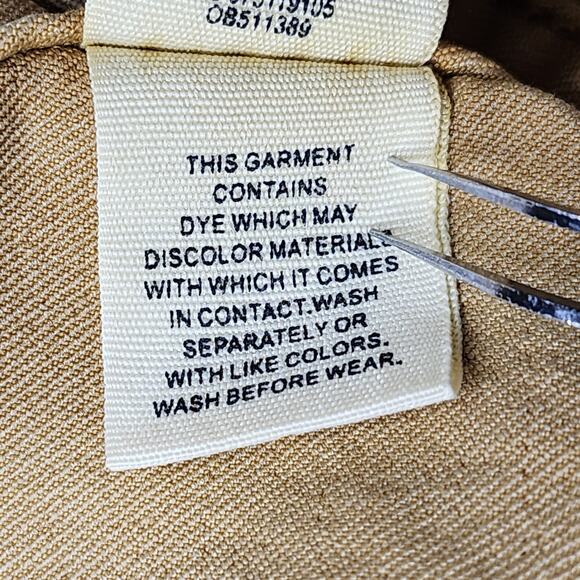 OB511389
THIS GARMENT
CONTAINS
DYE WHICH MAY
DISCOLOR MATERIALS
WITH WHICH IT COMES
IN CONTACT.WASH
SEPARATELY OR
WITH LIKE COLORS.
WASH BEFORE WEAR.